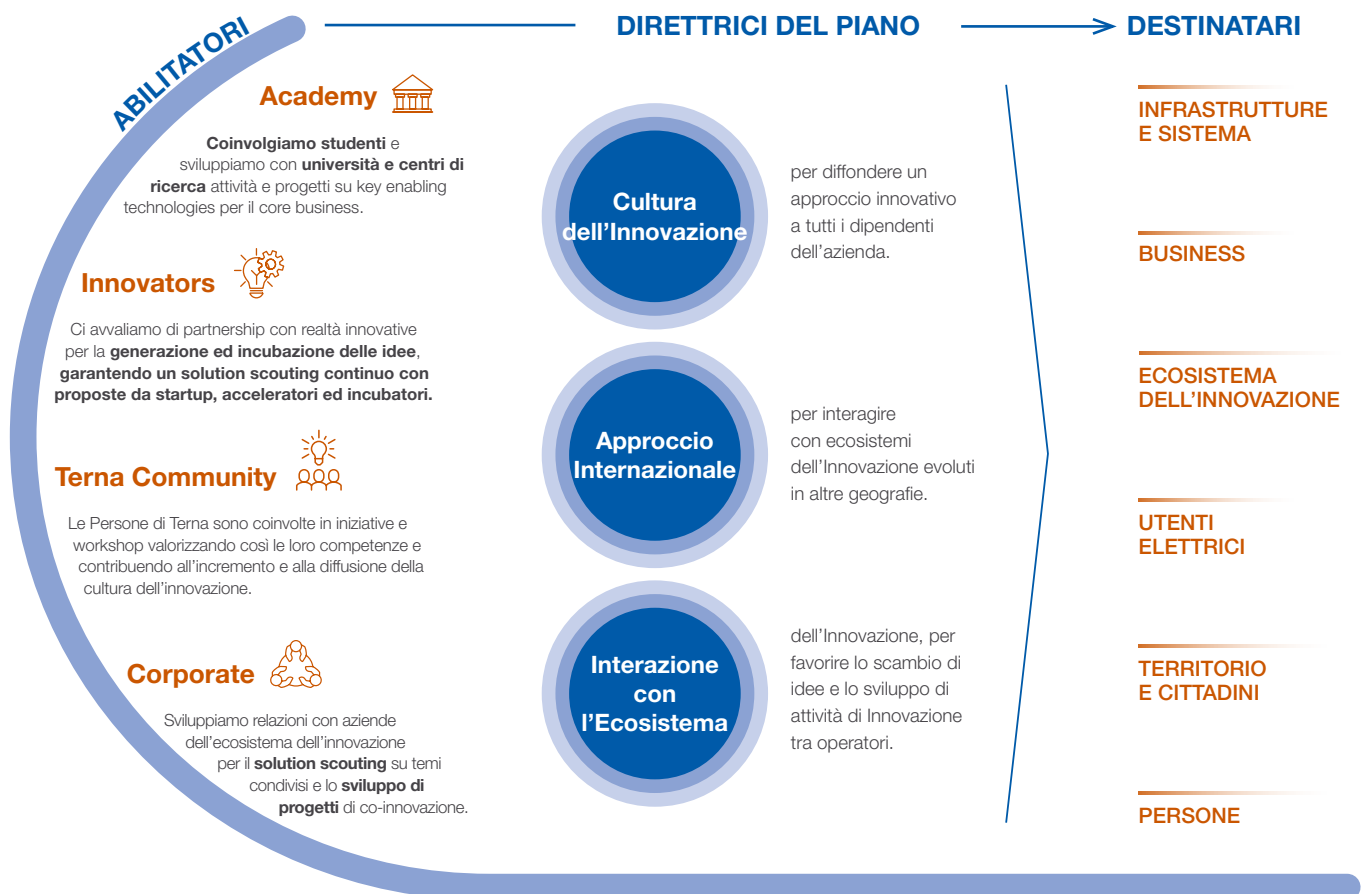 ABILITATORI
DIRETTRICI DEL PIANO
DESTINATARI
Academy
Coinvolgiamo studenti e
sviluppiamo con università e centri di
ricerca attività e progetti su key enabling
technologies per il core business.
Innovators
Ci avvaliamo di partnership con realtà innovative
per la generazione ed incubazione delle idee,
garantendo un solution scouting continuo con
proposte da startup, acceleratori ed incubatori.
Terna Community
Le Persone di Terna sono coinvolte in iniziative e
workshop valorizzando così le loro competenze e
contribuendo all'incremento e alla diffusione della
cultura dell'innovazione.
Corporate
Sviluppiamo relazioni con aziende
dell'ecosistema dell'innovazione
per il solution scouting su temi
condivisi e lo sviluppo di
progetti di co-innovazione.
Cultura
dell'Innovazione
per diffondere un
approccio innovativo
a tutti i dipendenti
dell'azienda.
Approccio
Internazionale
per interagire
con ecosistemi
dell'Innovazione evoluti
in altre geografie.
Interazione
con
l'Ecosistema
dell'Innovazione, per
favorire lo scambio di
idee e lo sviluppo di
attività di Innovazione
tra operatori.
INFRASTRUTTURE
E SISTEMA
BUSINESS
ECOSISTEMA
DELL'INNOVAZIONE
UTENTI
ELETTRICI
TERRITORIO
E CITTADINI
PERSONE